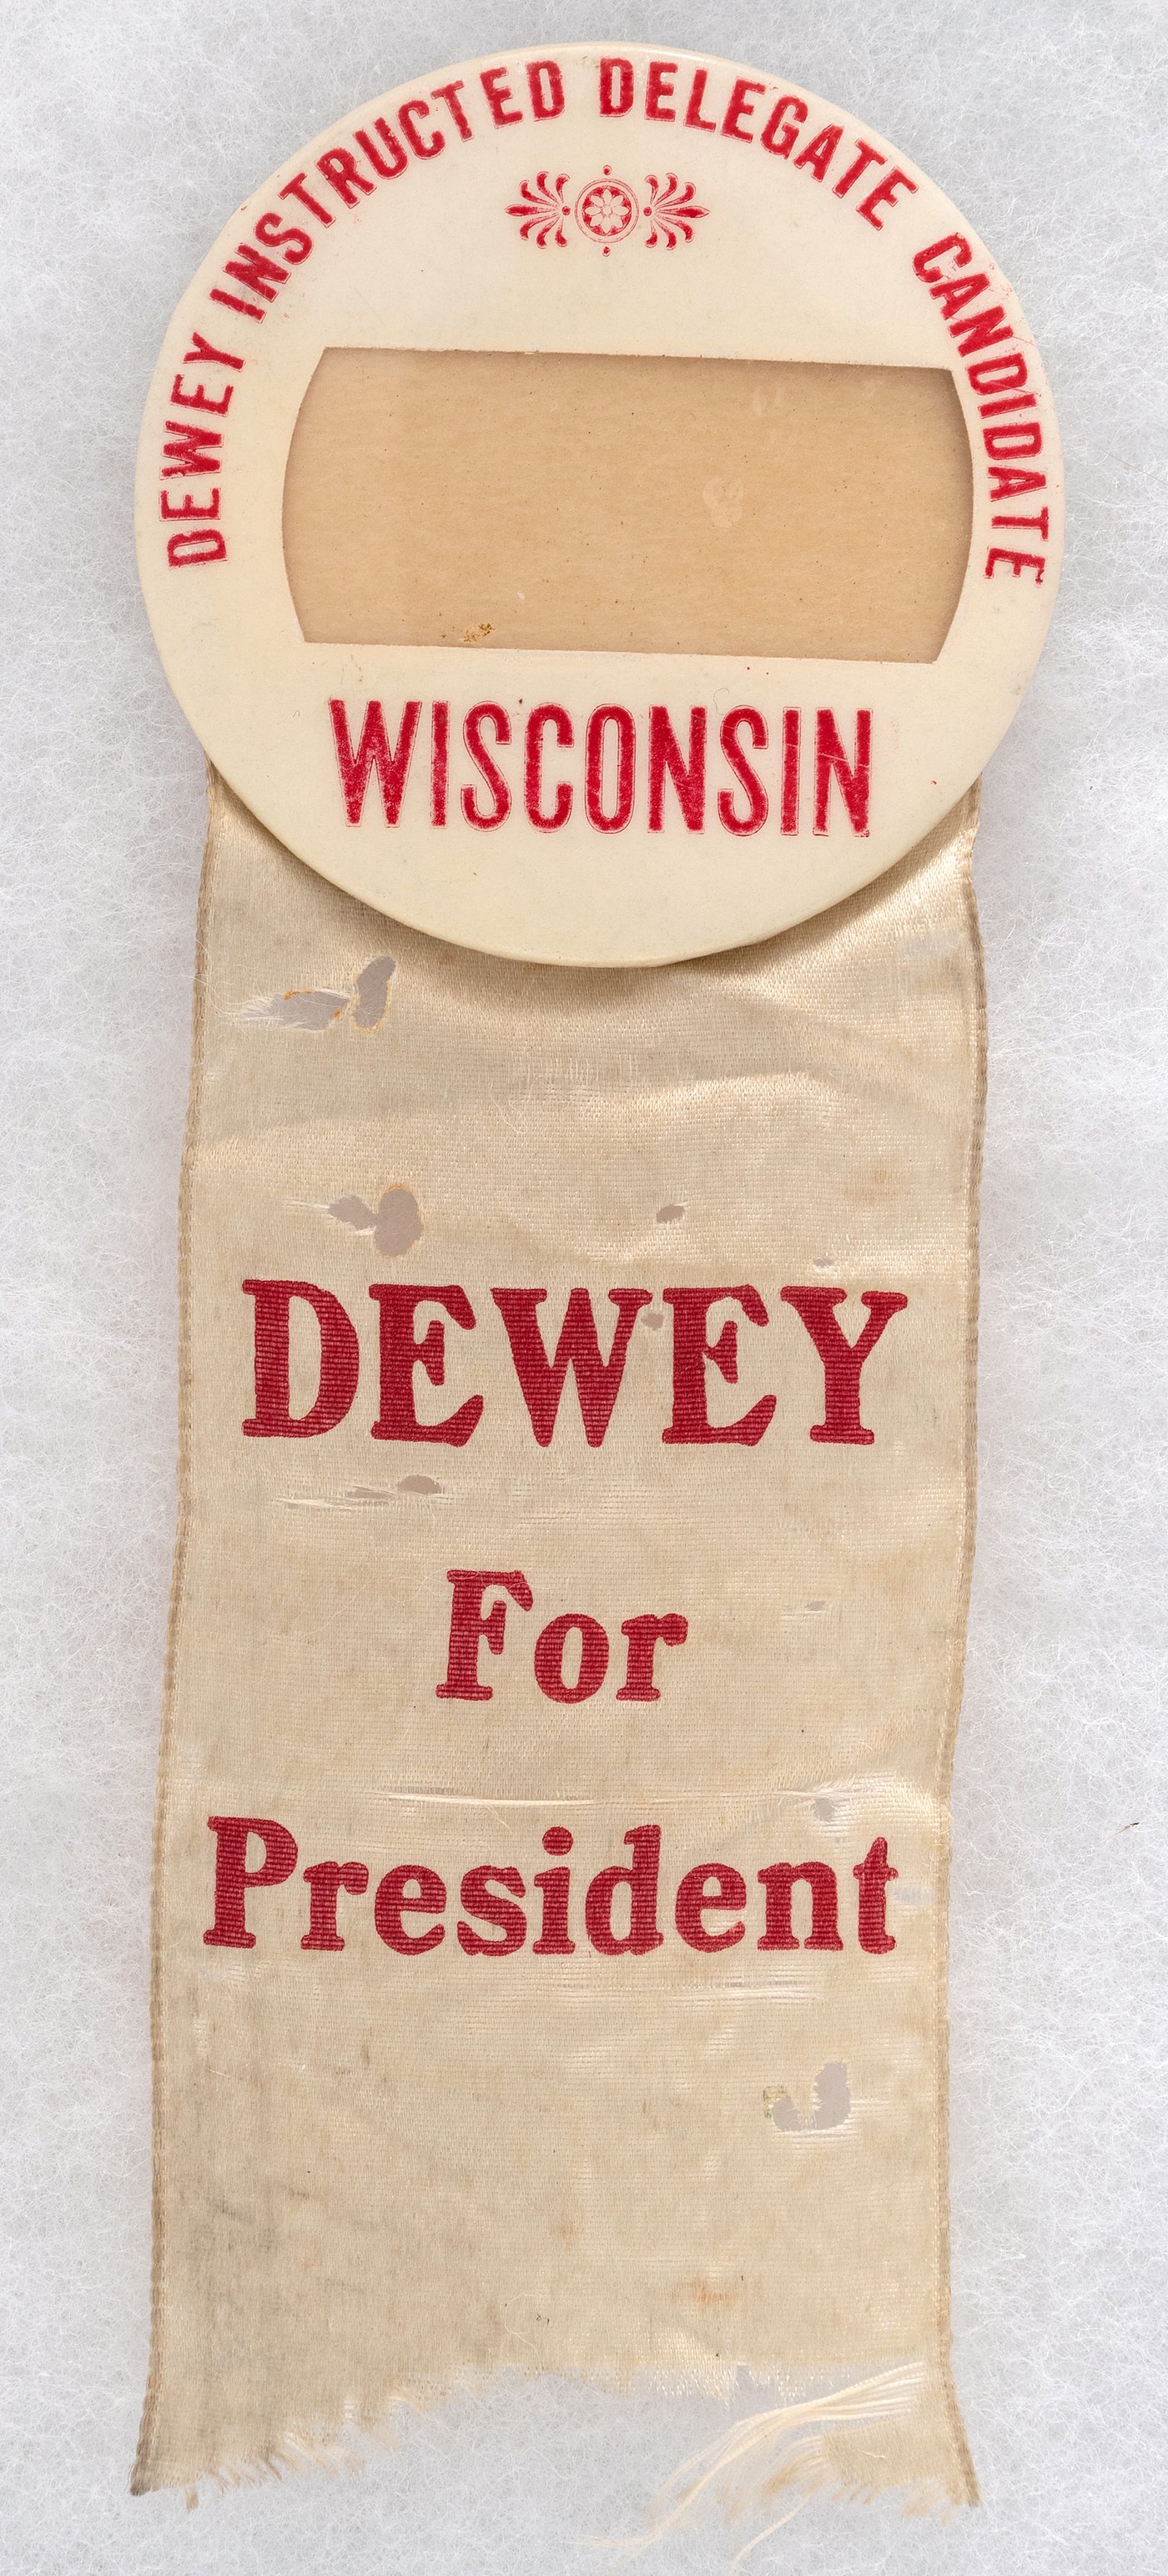 DEWEY INSTRUCTED DELEGATE CANDIDATE
WISCONSIN
DEWEY
For
President